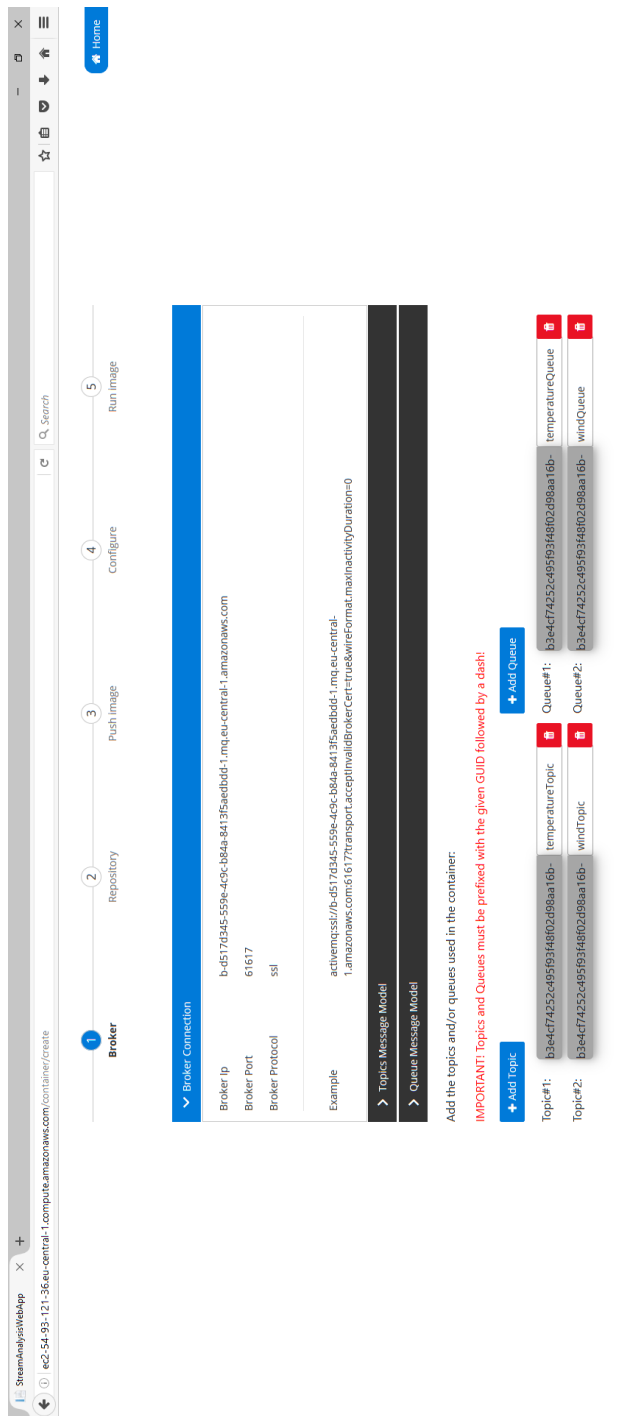 StreamAnalysisWebApp
ec2-54-93-121-36.eu-central-1.compute.amazonaws.com/container/create
Search
Home
1 2 3 4 5
Broker Repository Push image Configure Run image
Broker Connection
Broker Ip b-d517d345-559e-4c9c-b84a-8413f5aedbdd-1.mq.eu-central-1.amazonaws.com
Broker Port 61617
Broker Protocol ssl
Example activemq:ssl://b-d517d345-559e-4c9c-b84a-8413f5aedbdd-1.mq.eu-central-
1.amazonaws.com:61617?transport.acceptInvalidBrokerCert=true&wireFormat.maxInactivityDuration=0
Topics Message Model
Queue Message Model
Add the topics and/or queues used in the container:
IMPORTANT! Topics and Queues must be prefixed with the given GUID followed by a dash!
+ Add Topic + Add Queue
Topic#1: b3e4cf74252c495f93f48f02d98aa16b- temperatureTopic Queue#1: b3e4cf74252c495f93f48f02d98aa16b- temperatureQueue
Topic#2: b3e4cf74252c495f93f48f02d98aa16b- windTopic Queue#2: b3e4cf74252c495f93f48f02d98aa16b- windQueue